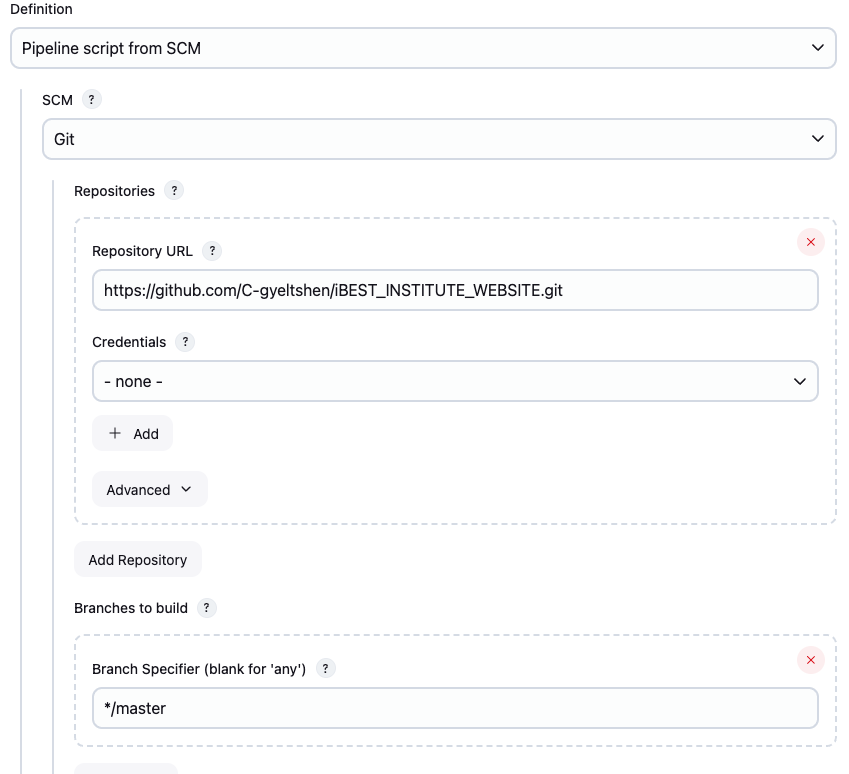 Definition
Pipeline script from SCM
SCM ?
Git
Repositories ?
Repository URL ?
https://github.com/C-gyeltshen/iBEST_INSTITUTE_WEBSITE.git
Credentials ?
- none -
+ Add
Advanced
Add Repository
Branches to build ?
Branch Specifier (blank for 'any') ?
*/master